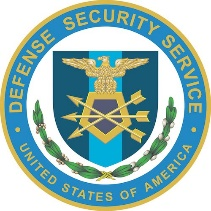 DEFENSE SECURITY SERVICE
UNITED STATES OF AMERICA